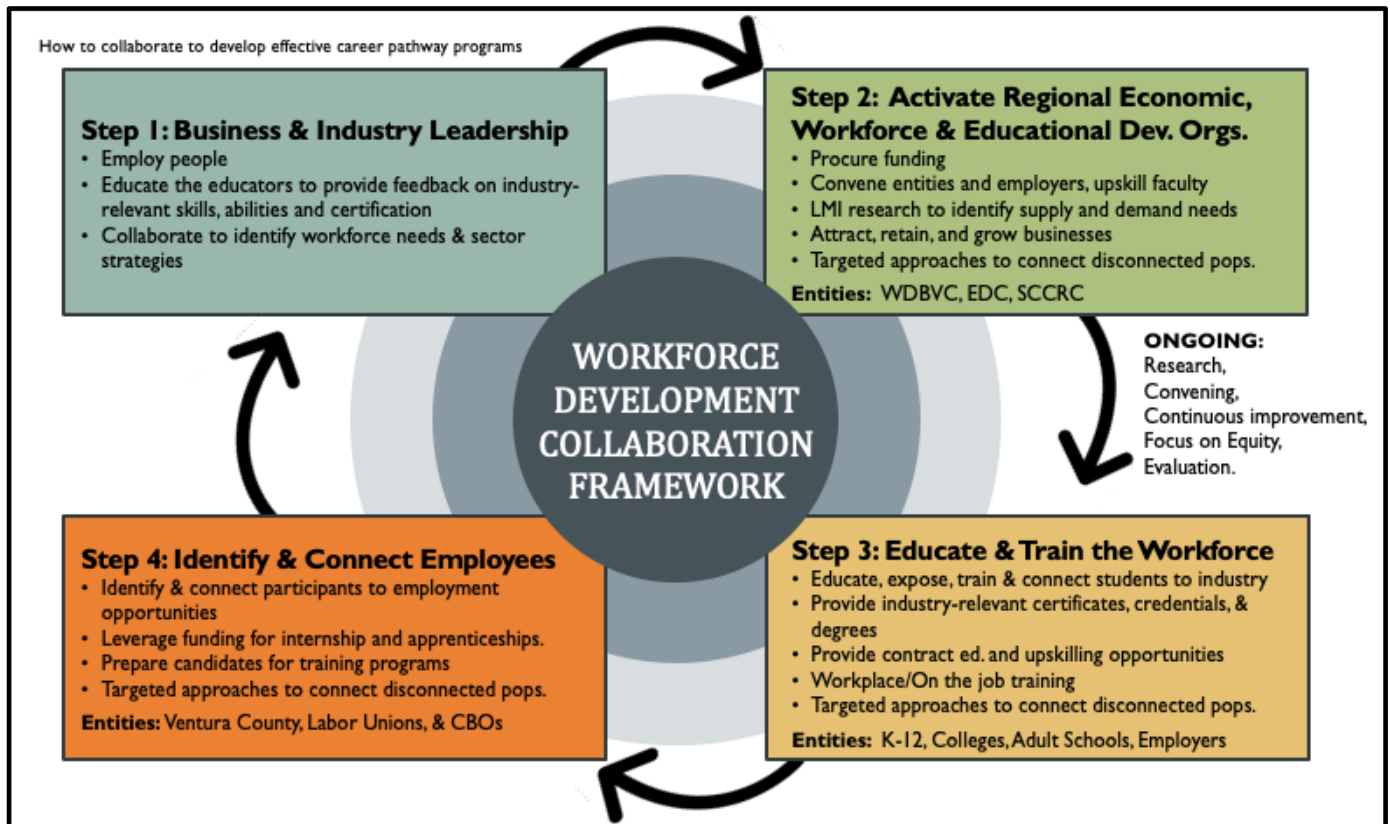 How to collaborate to develop effective career pathway programs
Step 1: Business & Industry Leadership
• Employ people
• Educate the educators to provide feedback on industry-
relevant skills, abilities and certification
• Collaborate to identify workforce needs & sector
strategies
Step 2: Activate Regional Economic,
Workforce & Educational Dev. Orgs.
• Procure funding
• Convene entities and employers, upskill faculty
• LMI research to identify supply and demand needs
• Attract, retain, and grow businesses
• Targeted approaches to connect disconnected pops.
Entities: WDBVC, EDC, SCCRC
ONGOING:
Research,
Convening,
Continuous improvement,
Focus on Equity,
Evaluation.
WORKFORCE
DEVELOPMENT
COLLABORATION
FRAMEWORK
Step 3: Educate & Train the Workforce
• Educate, expose, train & connect students to industry
• Provide industry-relevant certificates, credentials, &
degrees
• Provide contract ed. and upskilling opportunities
• Workplace/On the job training
• Targeted approaches to connect disconnected pops.
Entities: K-12, Colleges, Adult Schools, Employers
Step 4: Identify & Connect Employees
• Identify & connect participants to employment
opportunities
• Leverage funding for internship and apprenticeships.
• Prepare candidates for training programs
• Targeted approaches to connect disconnected pops.
Entities: Ventura County, Labor Unions, & CBOs